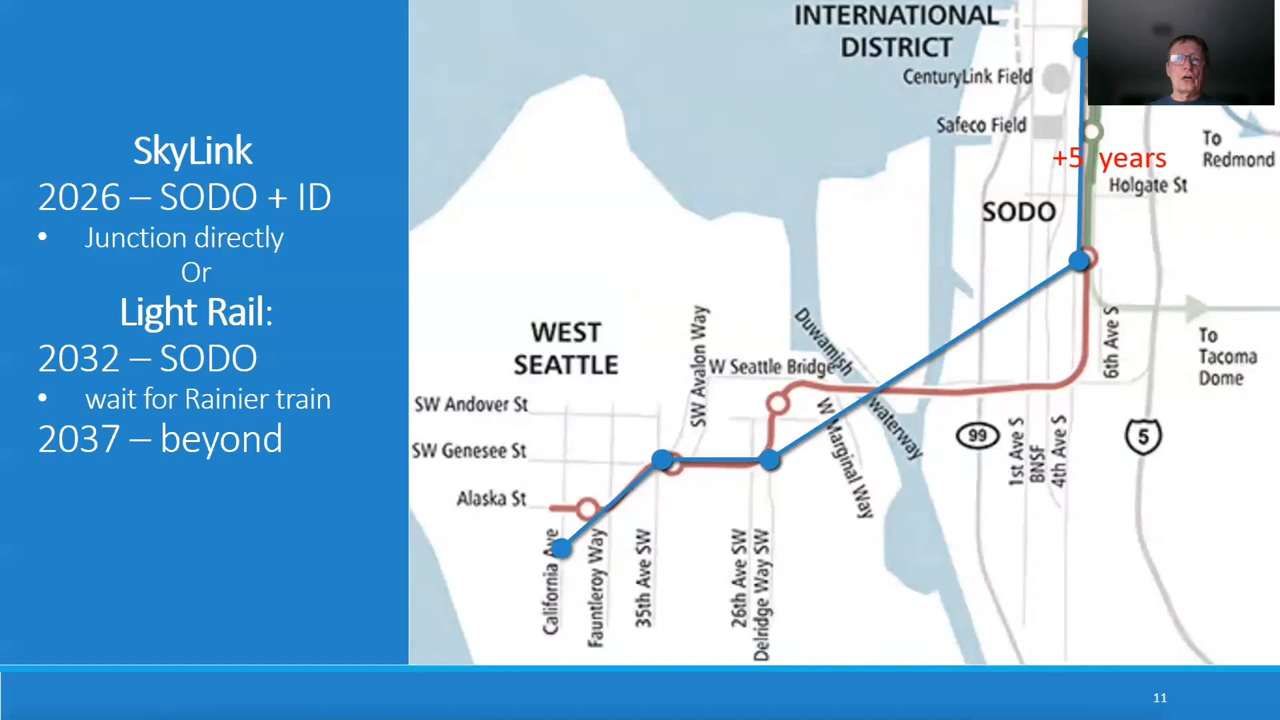 SkyLink
2026 – SODO + ID
• Junction directly
Or
Light Rail:
2032 – SODO
• wait for Rainier train
2037 – beyond
INTERNATIONAL
DISTRICT
CenturyLink Field
Safeco Field
+5 years
To
Redmond
Holgate St
SODO
WEST
SEATTLE
SW Avalon Way
Duwamish
waterway
W Seattle Bridge
6th Ave S
To
Tacoma
Dome
SW Andover St
SW Genesee St
Alaska St
W Marginal Way
99
1st Ave S
BNSF
4th Ave S
5
California Ave
Fauntleroy Way
35th Ave SW
26th Ave SW
Delridge Way SW
11